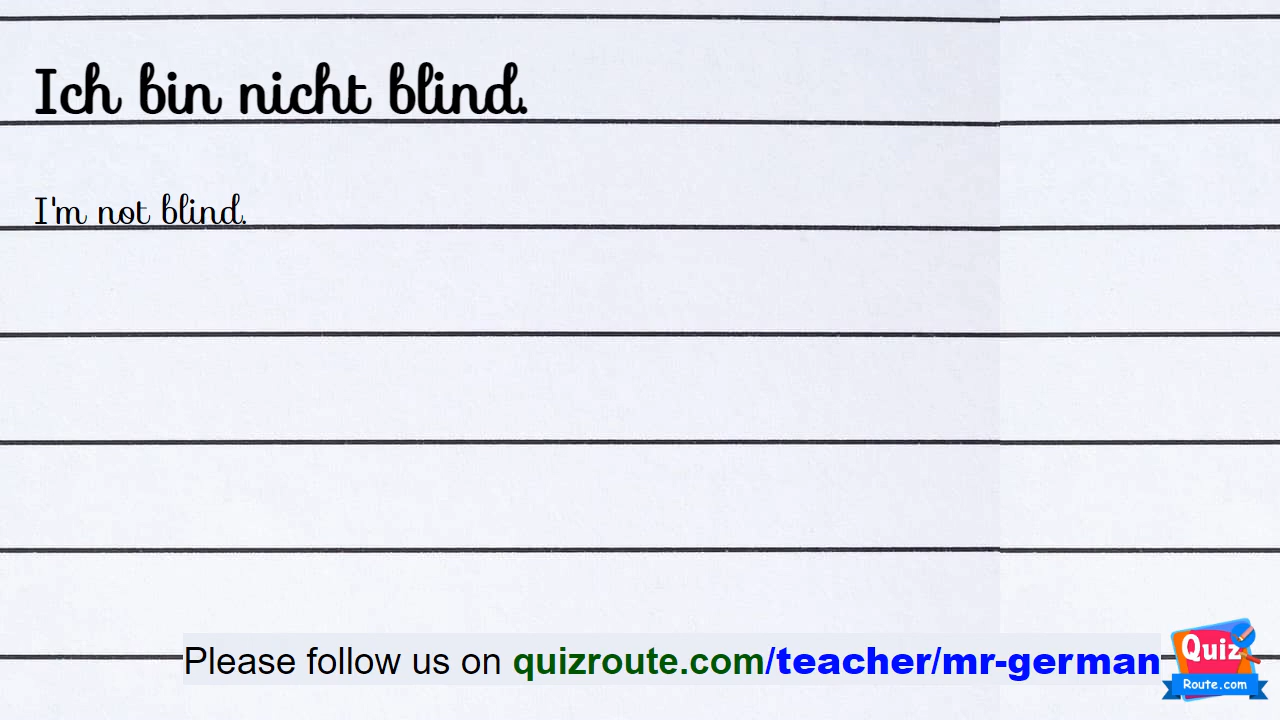 Ich bin nicht blind.
I'm not blind.
Please follow us on quizroute.com/teacher/mr-german
Quiz
Route.com